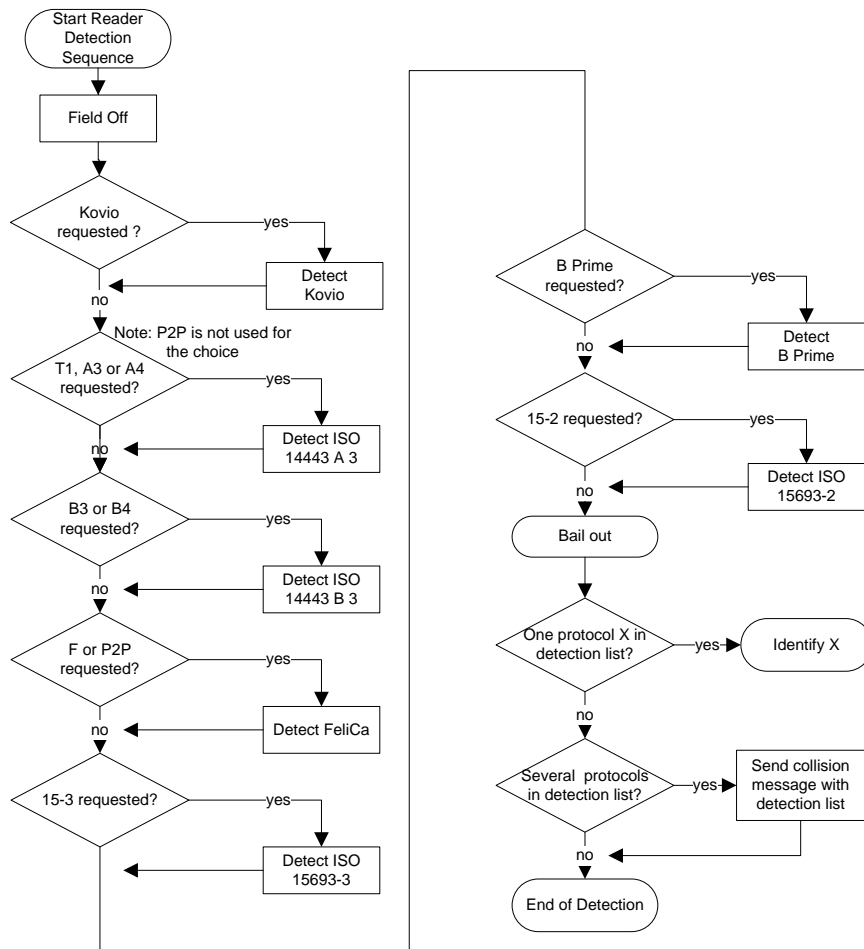 Start Reader
Detection
Sequence
Field Off
Kovio
requested ?
yes
Detect
Kovio
no
Note: P2P is not used for
the choice
T1, A3 or A4
requested?
yes
Detect ISO
14443 A 3
no
B3 or B4
requested?
yes
Detect ISO
14443 B 3
no
F or P2P
requested?
yes
Detect FeliCa
no
15-3 requested?
yes
Detect ISO
15693-3
B Prime
requested?
yes
Detect
B Prime
no
15-2 requested?
yes
Detect ISO
15693-2
no
Bail out
One protocol X in
detection list?
yes
Identify X
no
Several protocols
in detection list?
yes
Send collision
message with
detection list
no
End of Detection